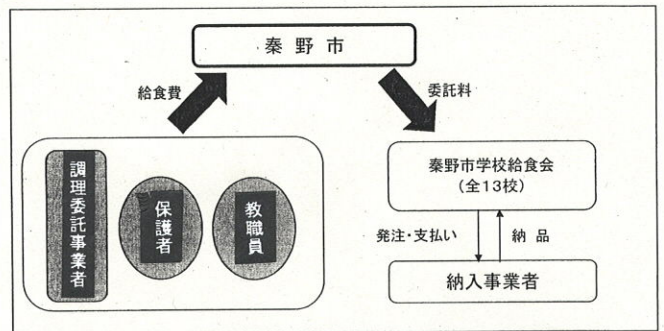 秦野市
給食費
委託料
調理委託事業者
保護者
教職員
秦野市学校給食会
(全13校)
発注・支払い
納品
納入事業者